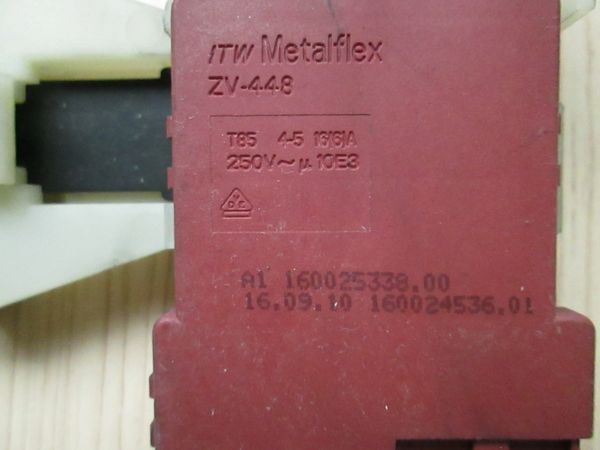 ITW Metalflex
ZV-448
T85 4-5 16(6)A
250V~ µ 10E3
VDE
A1 160025338.00
16.09.10 160024536.01